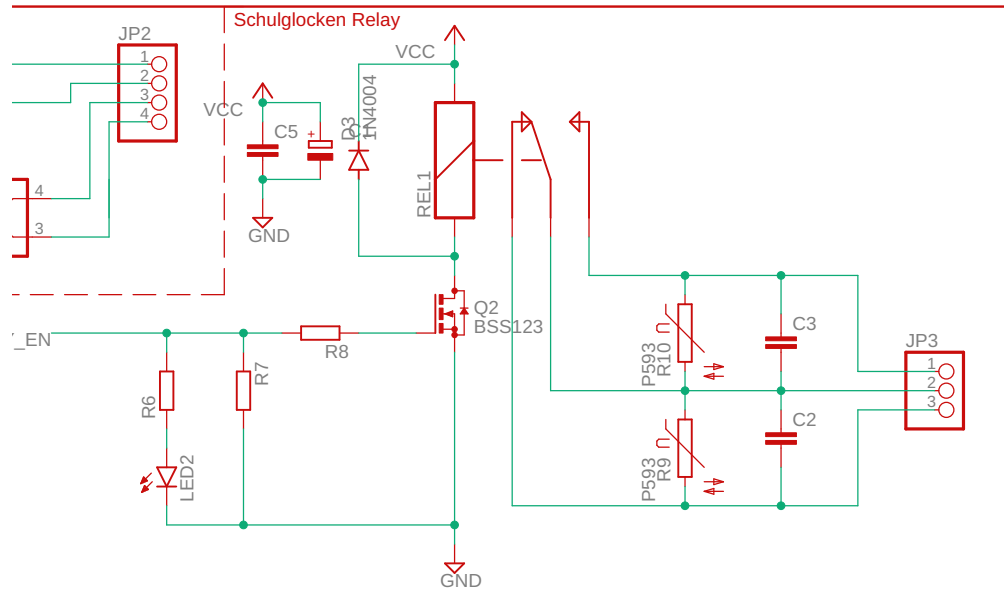 Schulglocken Relay
JP2
1
2
3
4
4
3
VCC
VCC
C5
+
D3
1N4004
GND
REL1
Q2
BSS123
_EN
R8
R7
R6
LED2
GND
P593
R10
C3
P593
R9
C2
JP3
1
2
3